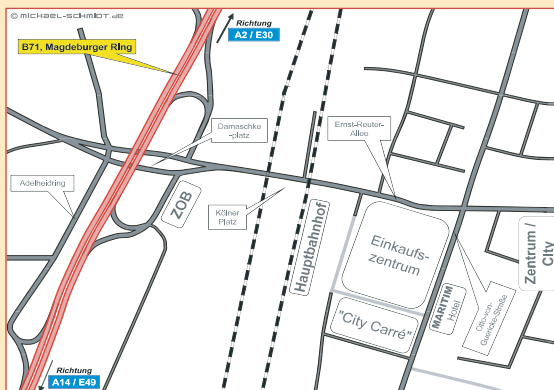 © michael-schmidt.de
Richtung
A2 / E30
B71, Magdeburger Ring
Damaschke
-platz
Ernst-Reuter-
Allee
Adelheidring
ZOB
Kölner
Platz
Hauptbahnhof
Einkaufs-
zentrum
Zentrum /
City
"City Carré"
MARITIM
Hotel
Otto-von-
Guericke-Straße
Richtung
A14 / E49